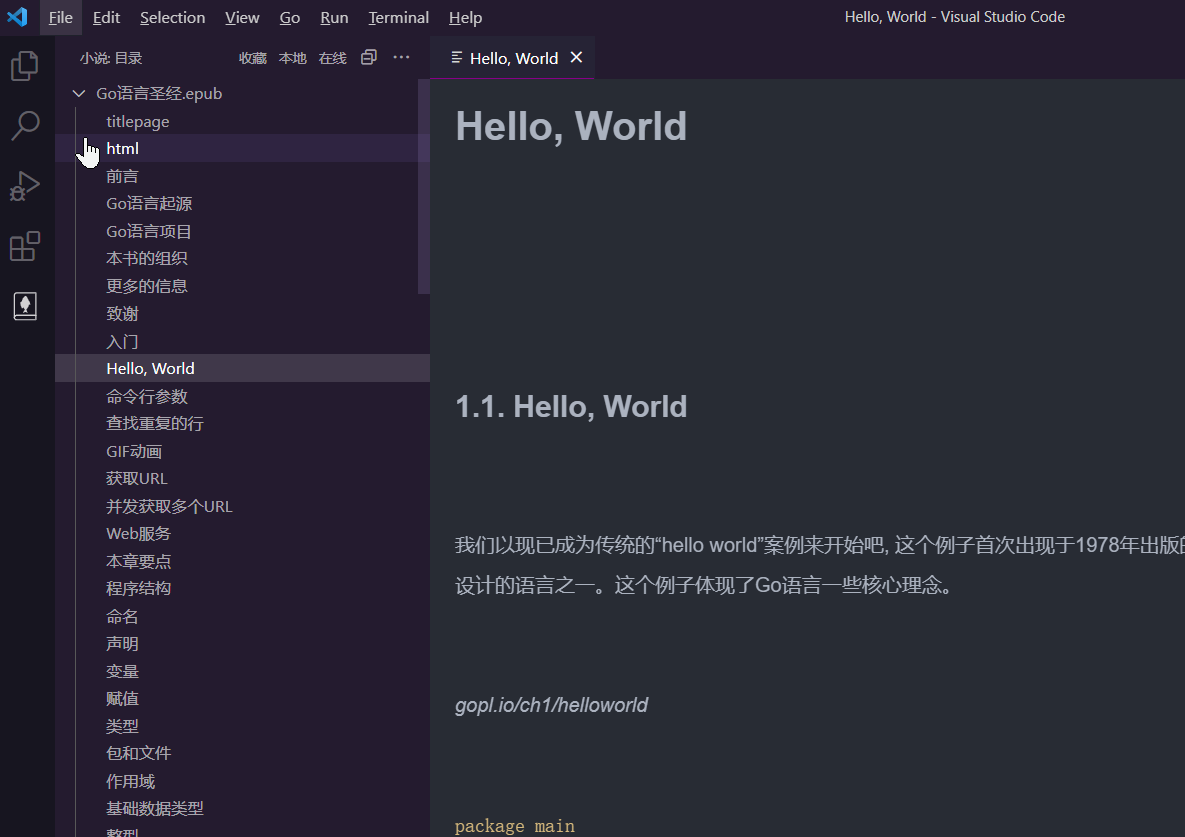 File Edit Selection View Go Run Terminal Help
Hello, World - Visual Studio Code
小说: 目录 收藏 本地 在线
Go语言圣经.epub
titlepage
html
前言
Go语言起源
Go语言项目
本书的组织
更多的信息
致谢
入门
Hello, World
命令行参数
查找重复的行
GIF动画
获取URL
并发获取多个URL
Web服务
本章要点
程序结构
命名
声明
变量
赋值
类型
包和文件
作用域
基础数据类型
整型
Hello, World
Hello, World
1.1. Hello, World
我们以现已成为传统的“hello world”案例来开始吧, 这个例子首次出现于1978年出版
设计的语言之一。这个例子体现了Go语言一些核心理念。
gopl.io/ch1/helloworld
package main